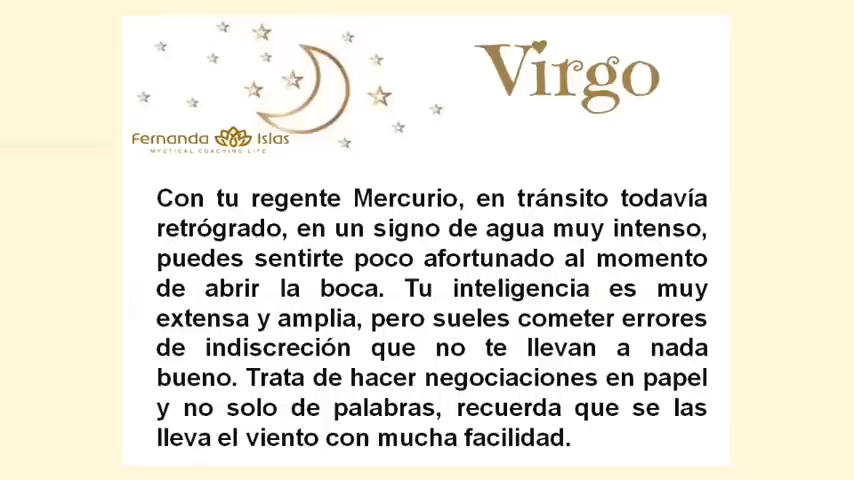 Virgo
Fernanda Islas
MYSTICAL COACHING LIFE
Con tu regente Mercurio, en tránsito todavía
retrógrado, en un signo de agua muy intenso,
puedes sentirte poco afortunado al momento
de abrir la boca. Tu inteligencia es muy
extensa y amplia, pero sueles cometer errores
de indiscreción que no te llevan a nada
bueno. Trata de hacer negociaciones en papel
y no solo de palabras, recuerda que se las
lleva el viento con mucha facilidad.